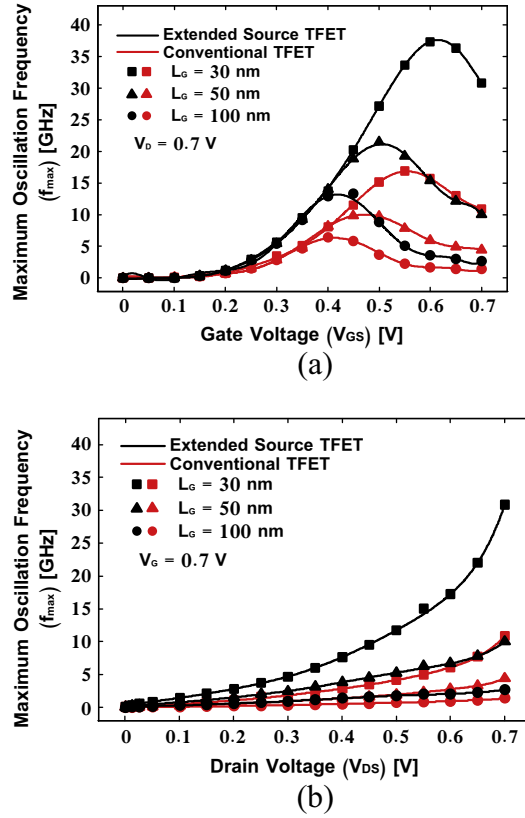 (a)
Maximum Oscillation Frequency
(fmax) [GHz]
40
35
30
25
20
15
10
5
0
Extended Source TFET
Conventional TFET
LG = 30 nm
LG = 50 nm
LG = 100 nm
VD = 0.7 V
0 0.1 0.2 0.3 0.4 0.5 0.6 0.7
Gate Voltage (VGS) [V]
(a)
Maximum Oscillation Frequency
(fmax) [GHz]
40
35
30
25
20
15
10
5
0
Extended Source TFET
Conventional TFET
LG = 30 nm
LG = 50 nm
LG = 100 nm
VG = 0.7 V
0 0.1 0.2 0.3 0.4 0.5 0.6 0.7
Drain Voltage (VDS) [V]
(b)